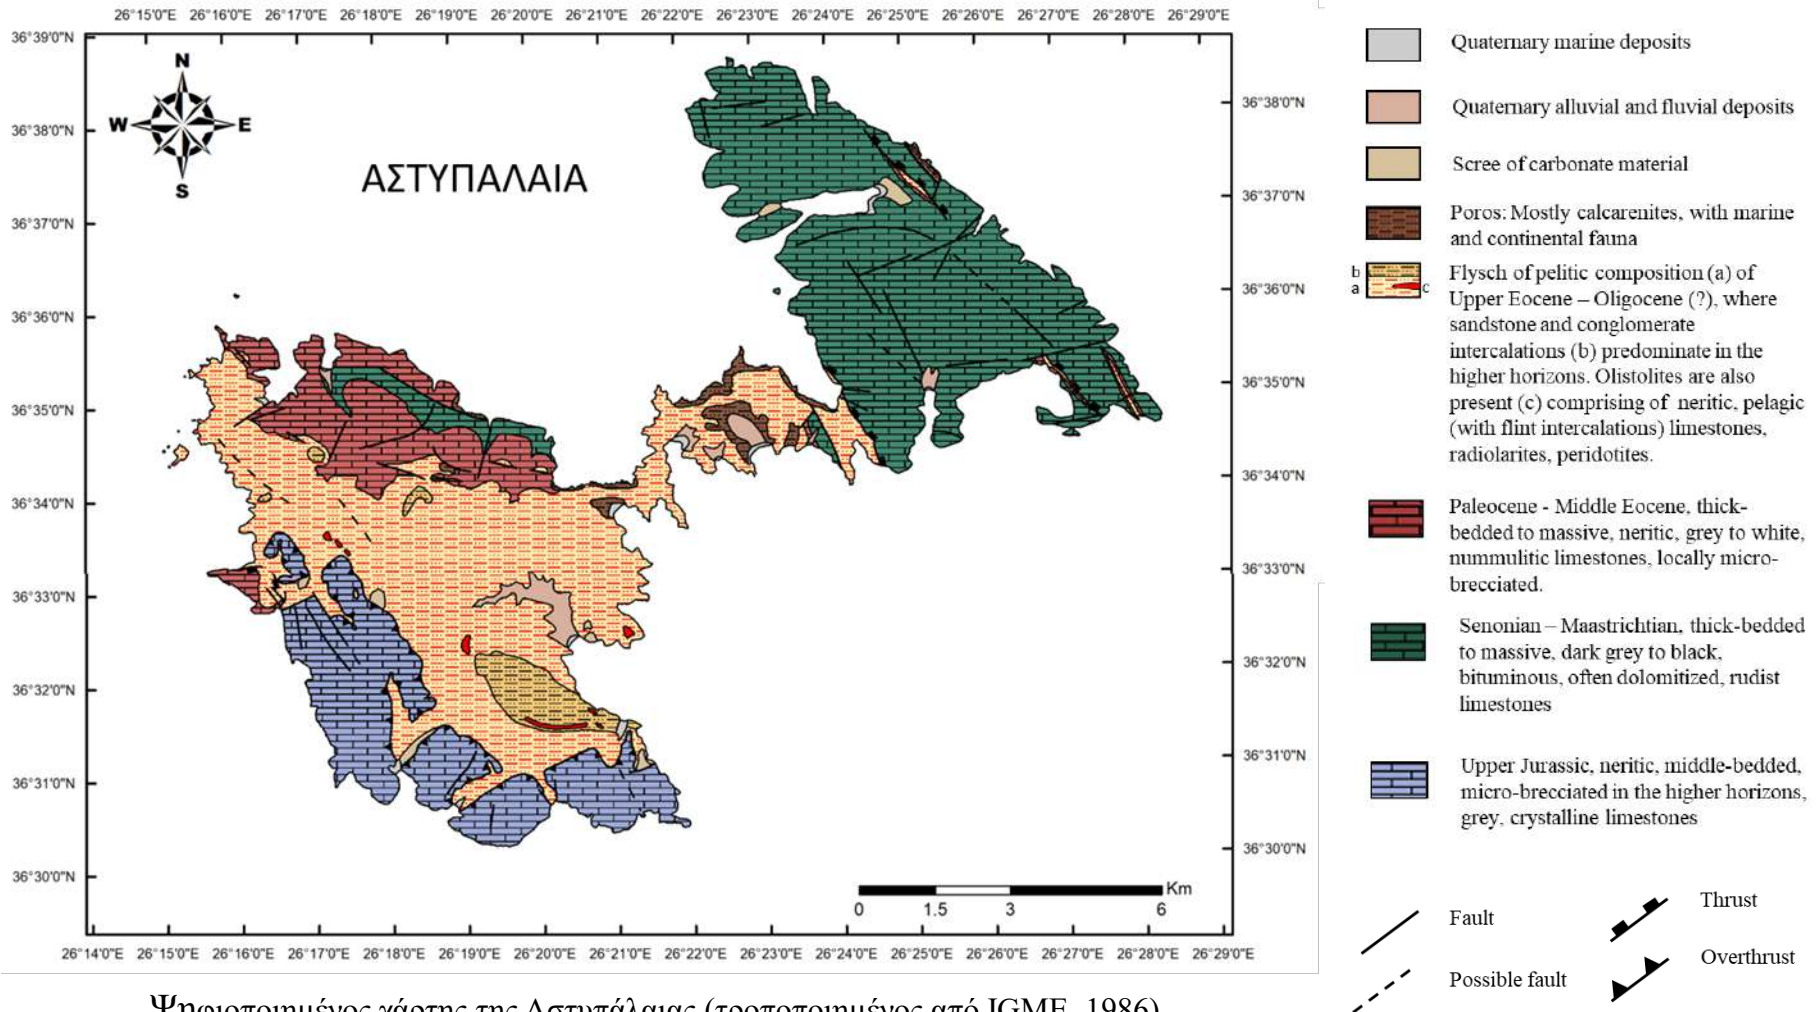 26°15'0"E 26°16'0"E 26°17'0"E 26°18'0"E 26°19'0"E 26°20'0"E 26°21'0"E 26°22'0"E 26°23'0"E 26°24'0"E 26°25'0"E 26°26'0"E 26°27'0"E 26°28'0"E 26°29'0"E
36°39'0"N
36°38'0"N
36°37'0"N
36°36'0"N
36°35'0"N
36°34'0"N
36°33'0"N
36°32'0"N
36°31'0"N
36°30'0"N
N
W E
S
ΑΣΤΥΠΑΛΑΙΑ
36°38'0"N
36°37'0"N
36°36'0"N
36°35'0"N
36°34'0"N
36°33'0"N
36°32'0"N
36°31'0"N
36°30'0"N
Km
0 1.5 3 6
26°14'0"E 26°15'0"E 26°16'0"E 26°17'0"E 26°18'0"E 26°19'0"E 26°20'0"E 26°21'0"E 26°22'0"E 26°23'0"E 26°24'0"E 26°25'0"E 26°26'0"E 26°27'0"E 26°28'0"E 26°29'0"E
Ψηφιοποιημένος χάρτης της Αστυπάλαιας (τροποποιημένος από IGME, 1986)
Quaternary marine deposits
Quaternary alluvial and fluvial deposits
Scree of carbonate material
Poros: Mostly calcarenites, with marine
and continental fauna
b
a
c
Flysch of pelitic composition (a) of
Upper Eocene – Oligocene (?), where
sandstone and conglomerate
intercalations (b) predominate in the
higher horizons. Olistolites are also
present (c) comprising of neritic, pelagic
(with flint intercalations) limestones,
radiolarites, peridotites.
Paleocene - Middle Eocene, thick-
bedded to massive, neritic, grey to white,
nummulitic limestones, locally micro-
brecciated.
Senonian – Maastrichtian, thick-bedded
to massive, dark grey to black,
bituminous, often dolomitized, rudist
limestones
Upper Jurassic, neritic, middle-bedded,
micro-brecciated in the higher horizons,
grey, crystalline limestones
Fault
Thrust
Possible fault
Overthrust